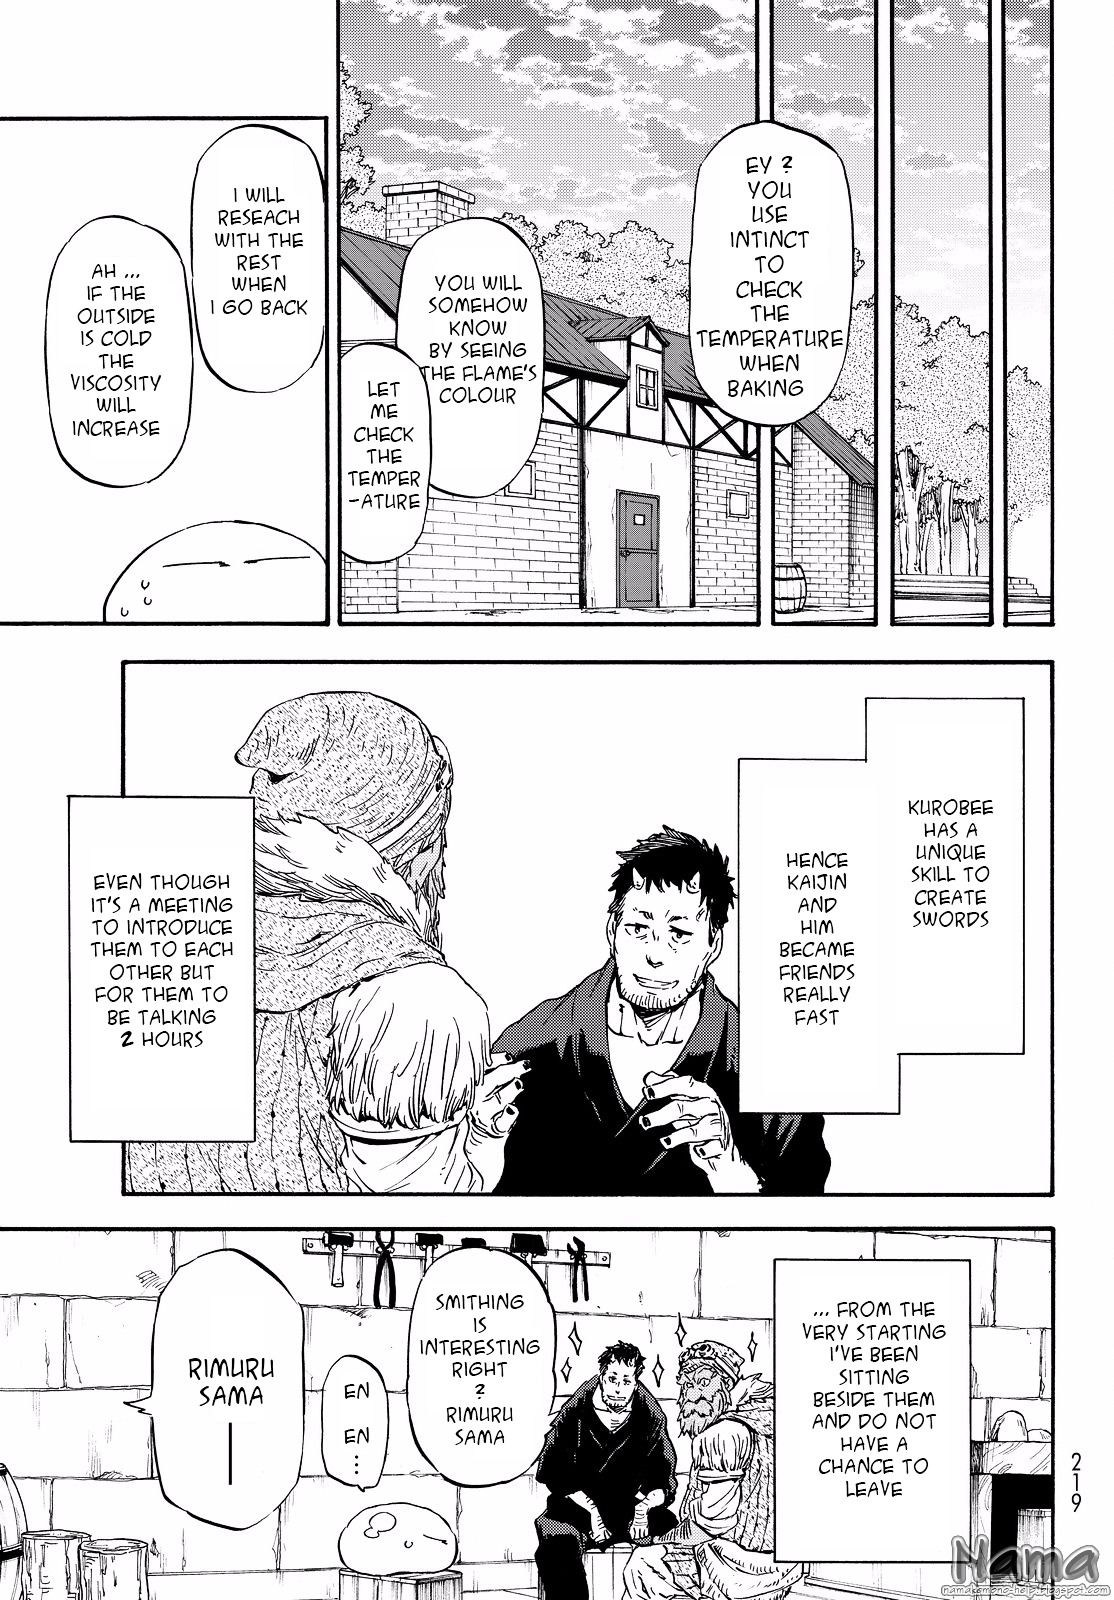 EY ?
YOU
USE
INTINCT
TO
CHECK
THE
TEMPERATURE
WHEN
BAKING
YOU WILL
SOMEHOW
KNOW
BY SEEING
THE FLAME'S
COLOUR
LET
ME
CHECK
THE
TEMPER
-ATURE
I WILL
RESEACH
WITH THE
REST
WHEN
I GO BACK
AH ...
IF THE
OUTSIDE
IS COLD
THE
VISCOSITY
WILL
INCREASE
KUROBEE
HAS A
UNIQUE
SKILL TO
CREATE
SWORDS
HENCE
KAIJIN
AND
HIM
BECAME
FRIENDS
REALLY
FAST
EVEN THOUGH
IT'S A MEETING
TO INTRODUCE
THEM TO EACH
OTHER BUT
FOR THEM TO
BE TALKING
2 HOURS
... FROM THE
VERY STARTING
I'VE BEEN
SITTING
BESIDE THEM
AND DO NOT
HAVE A
CHANCE TO
LEAVE
SMITHING
IS
INTERESTING
RIGHT
?
RIMURU
SAMA
EN
EN
...
RIMURU
SAMA
—
219
Nama
namakemono-help.blogspot.com